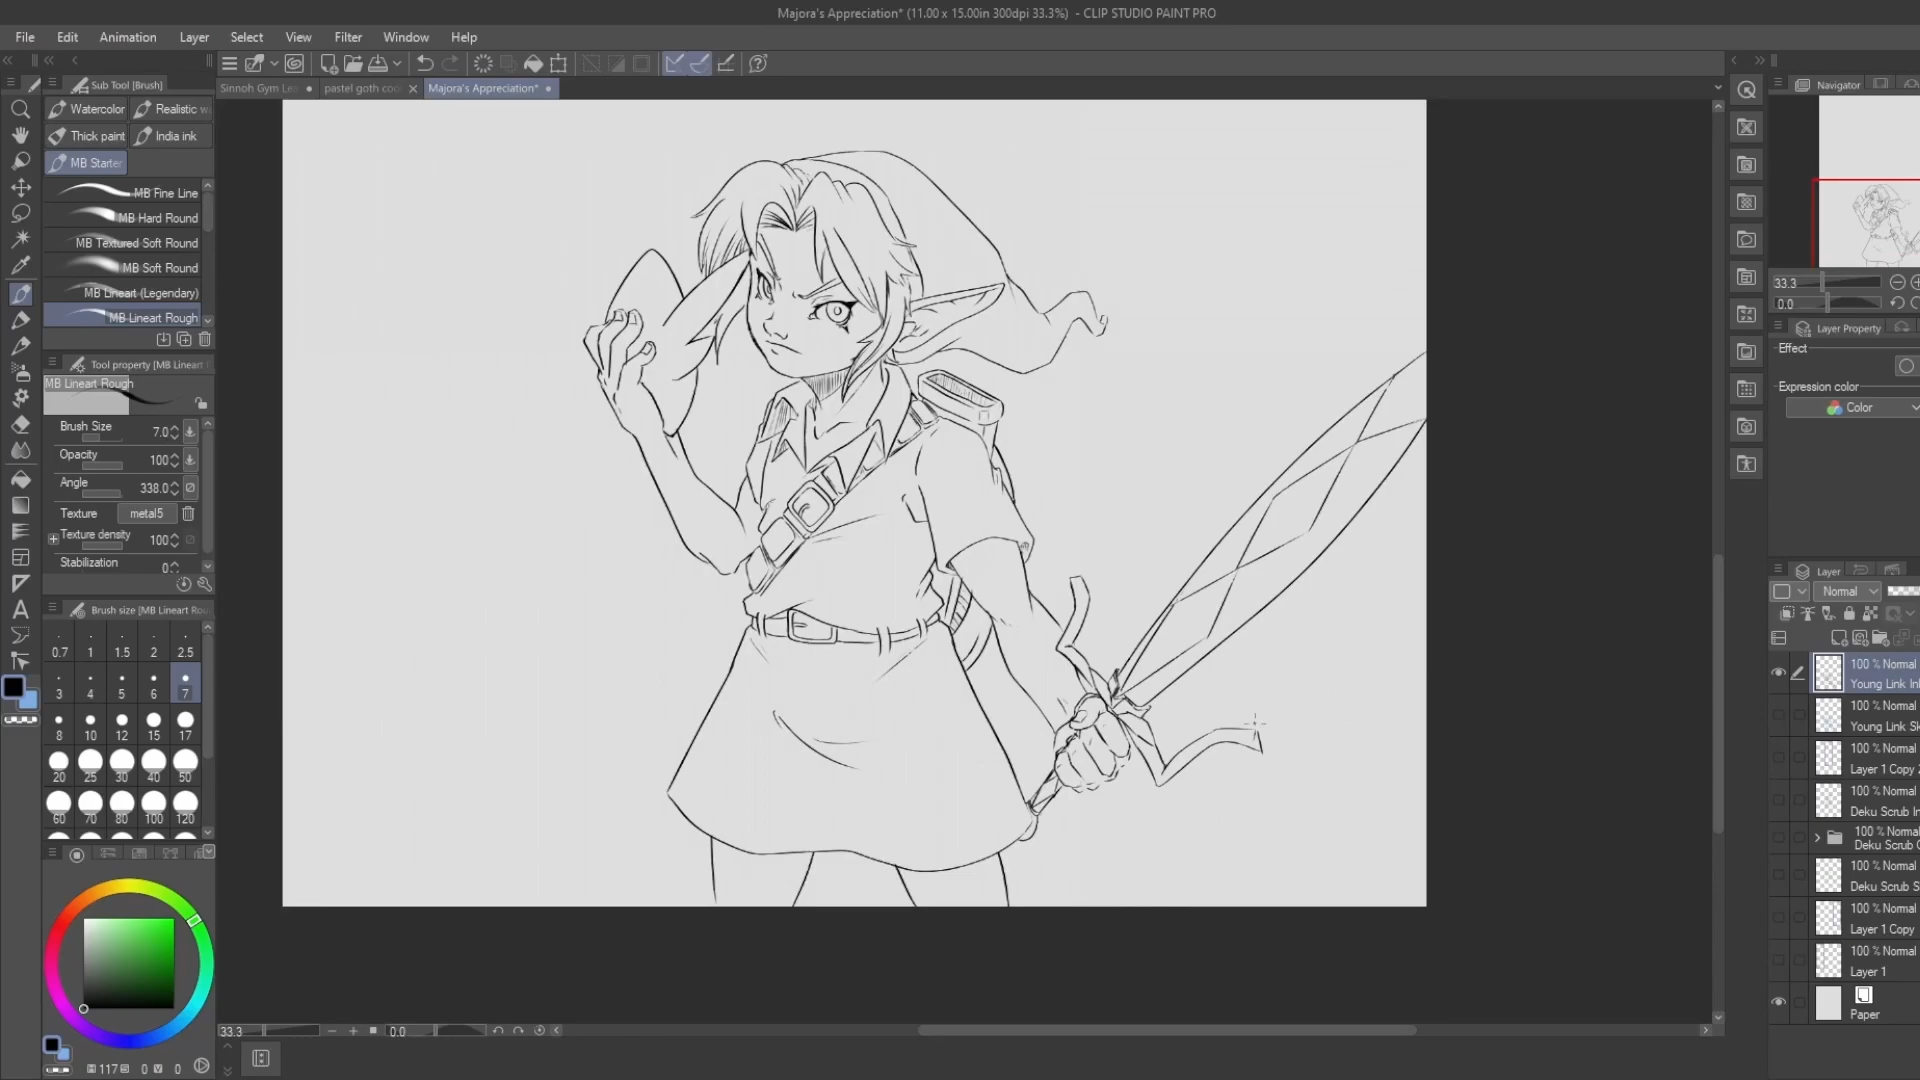 Majora's Appreciation* (11.00 x 15.00in 300dpi 33.3%) - CLIP STUDIO PAINT PRO
File Edit Animation Layer Select View Filter Window Help
Sub Tool [Brush]
Sinnoh Gym Lea pastel goth coo Majora's Appreciation*
Navigator
Watercolor Realistic w
Thick paint India ink
MB Starter
MB Fine Line
MB Hard Round
MB Textured Soft Round
MB Soft Round
MB Lineart (Legendary)
MB Lineart Rough
33.3
0.0
Layer Property
Effect
Expression color
Color
Tool property [MB Lineart
MB Lineart Rough
Brush Size 7.0
Opacity 100
Angle 338.0
Texture metal5
Texture density 100
Stabilization 0
Brush size [MB Lineart Rou
0.7 1 1.5 2 2.5
3 4 5 6 7
8 10 12 15 17
20 25 30 40 50
60 70 80 100 120
Layer
Normal
100 % Normal
Young Link Ink
100 % Normal
Young Link Sk
100 % Normal
Layer 1 Copy 2
100 % Normal
Deku Scrub In
100 % Normal
Deku Scrub C
100 % Normal
Deku Scrub S
100 % Normal
Layer 1 Copy
100 % Normal
Layer 1
Paper
33.3 0.0
117 0 0